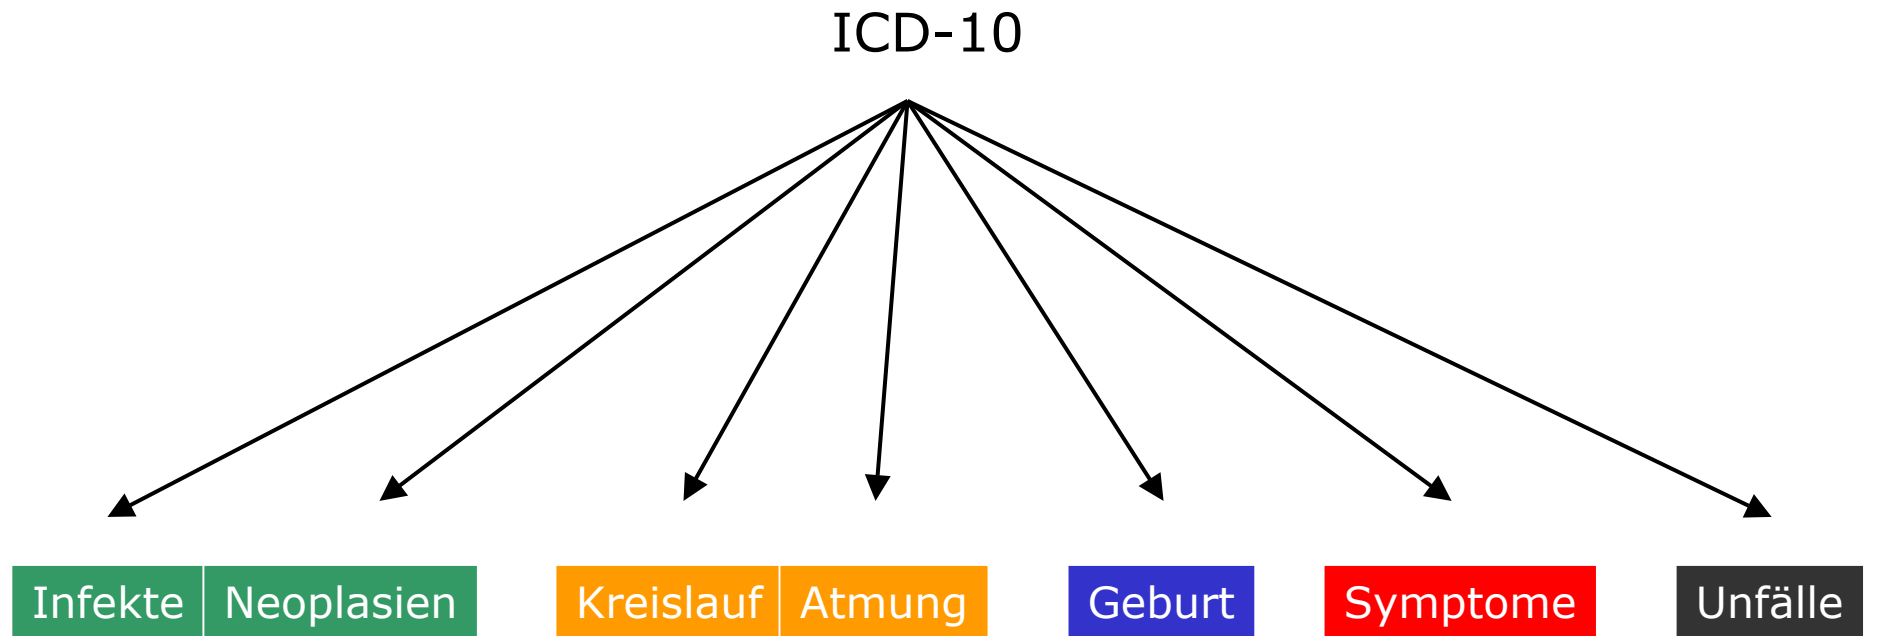 ICD-10
Infekte Neoplasien Kreislauf Atmung Geburt Symptome Unfälle